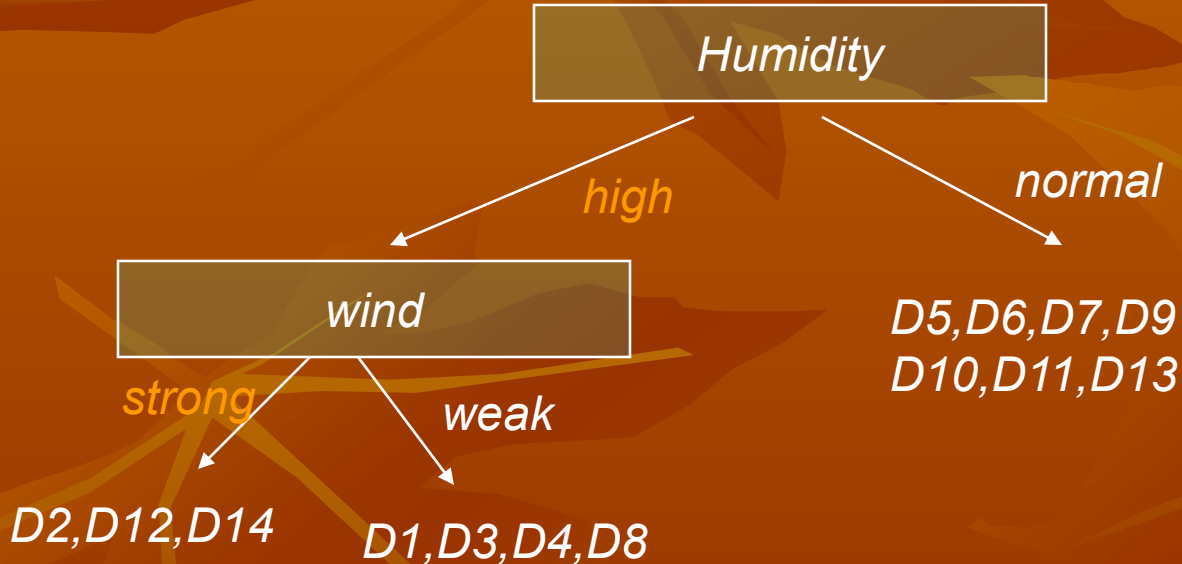 Humidity
high
normal
wind
D5,D6,D7,D9
D10,D11,D13
strong
weak
D2,D12,D14
D1,D3,D4,D8